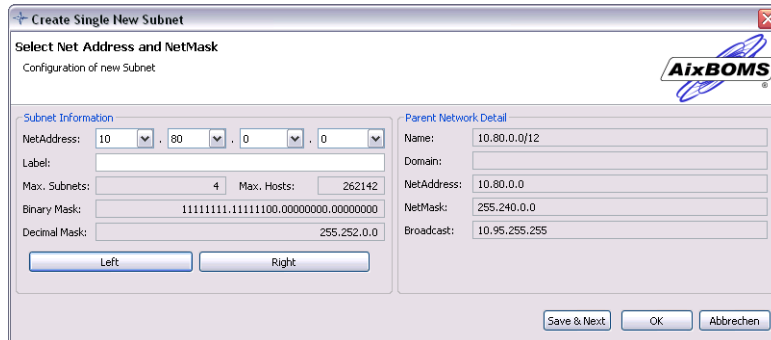 Create Single New Subnet
Select Net Address and NetMask
Configuration of new Subnet
AixBOMS
®
Subnet Information
NetAddress: 10 . 80 . 0 . 0
Label:
Max. Subnets: 4 Max. Hosts: 262142
Binary Mask: 11111111.11111100.00000000.00000000
Decimal Mask: 255.252.0.0
Left Right
Parent Network Detail
Name: 10.80.0.0/12
Domain:
NetAddress: 10.80.0.0
NetMask: 255.240.0.0
Broadcast: 10.95.255.255
Save & Next OK Abbrechen